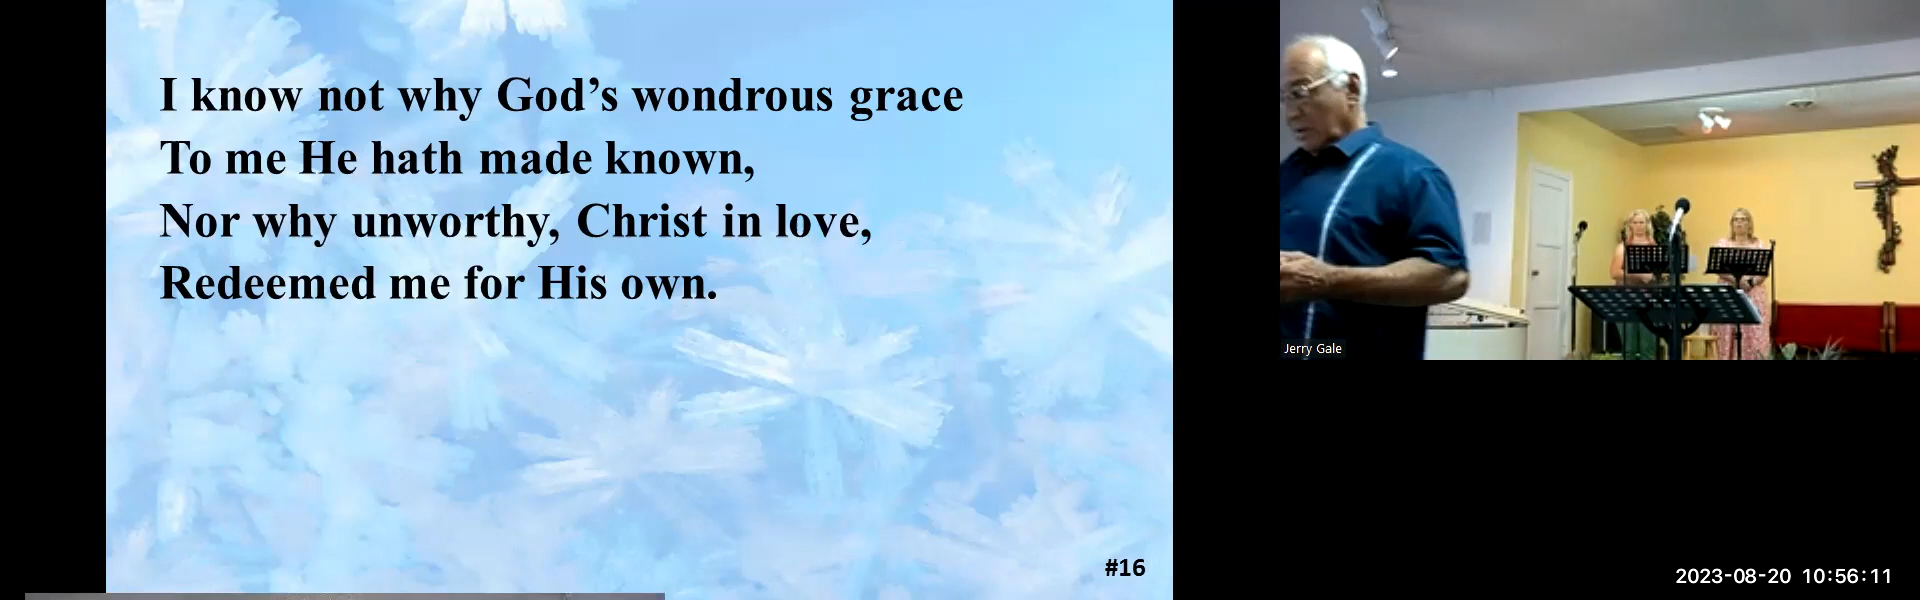 I know not why God’s wondrous grace
To me He hath made known,
Nor why unworthy, Christ in love,
Redeemed me for His own.
#16
Jerry Gale
2023-08-20 10:56:11